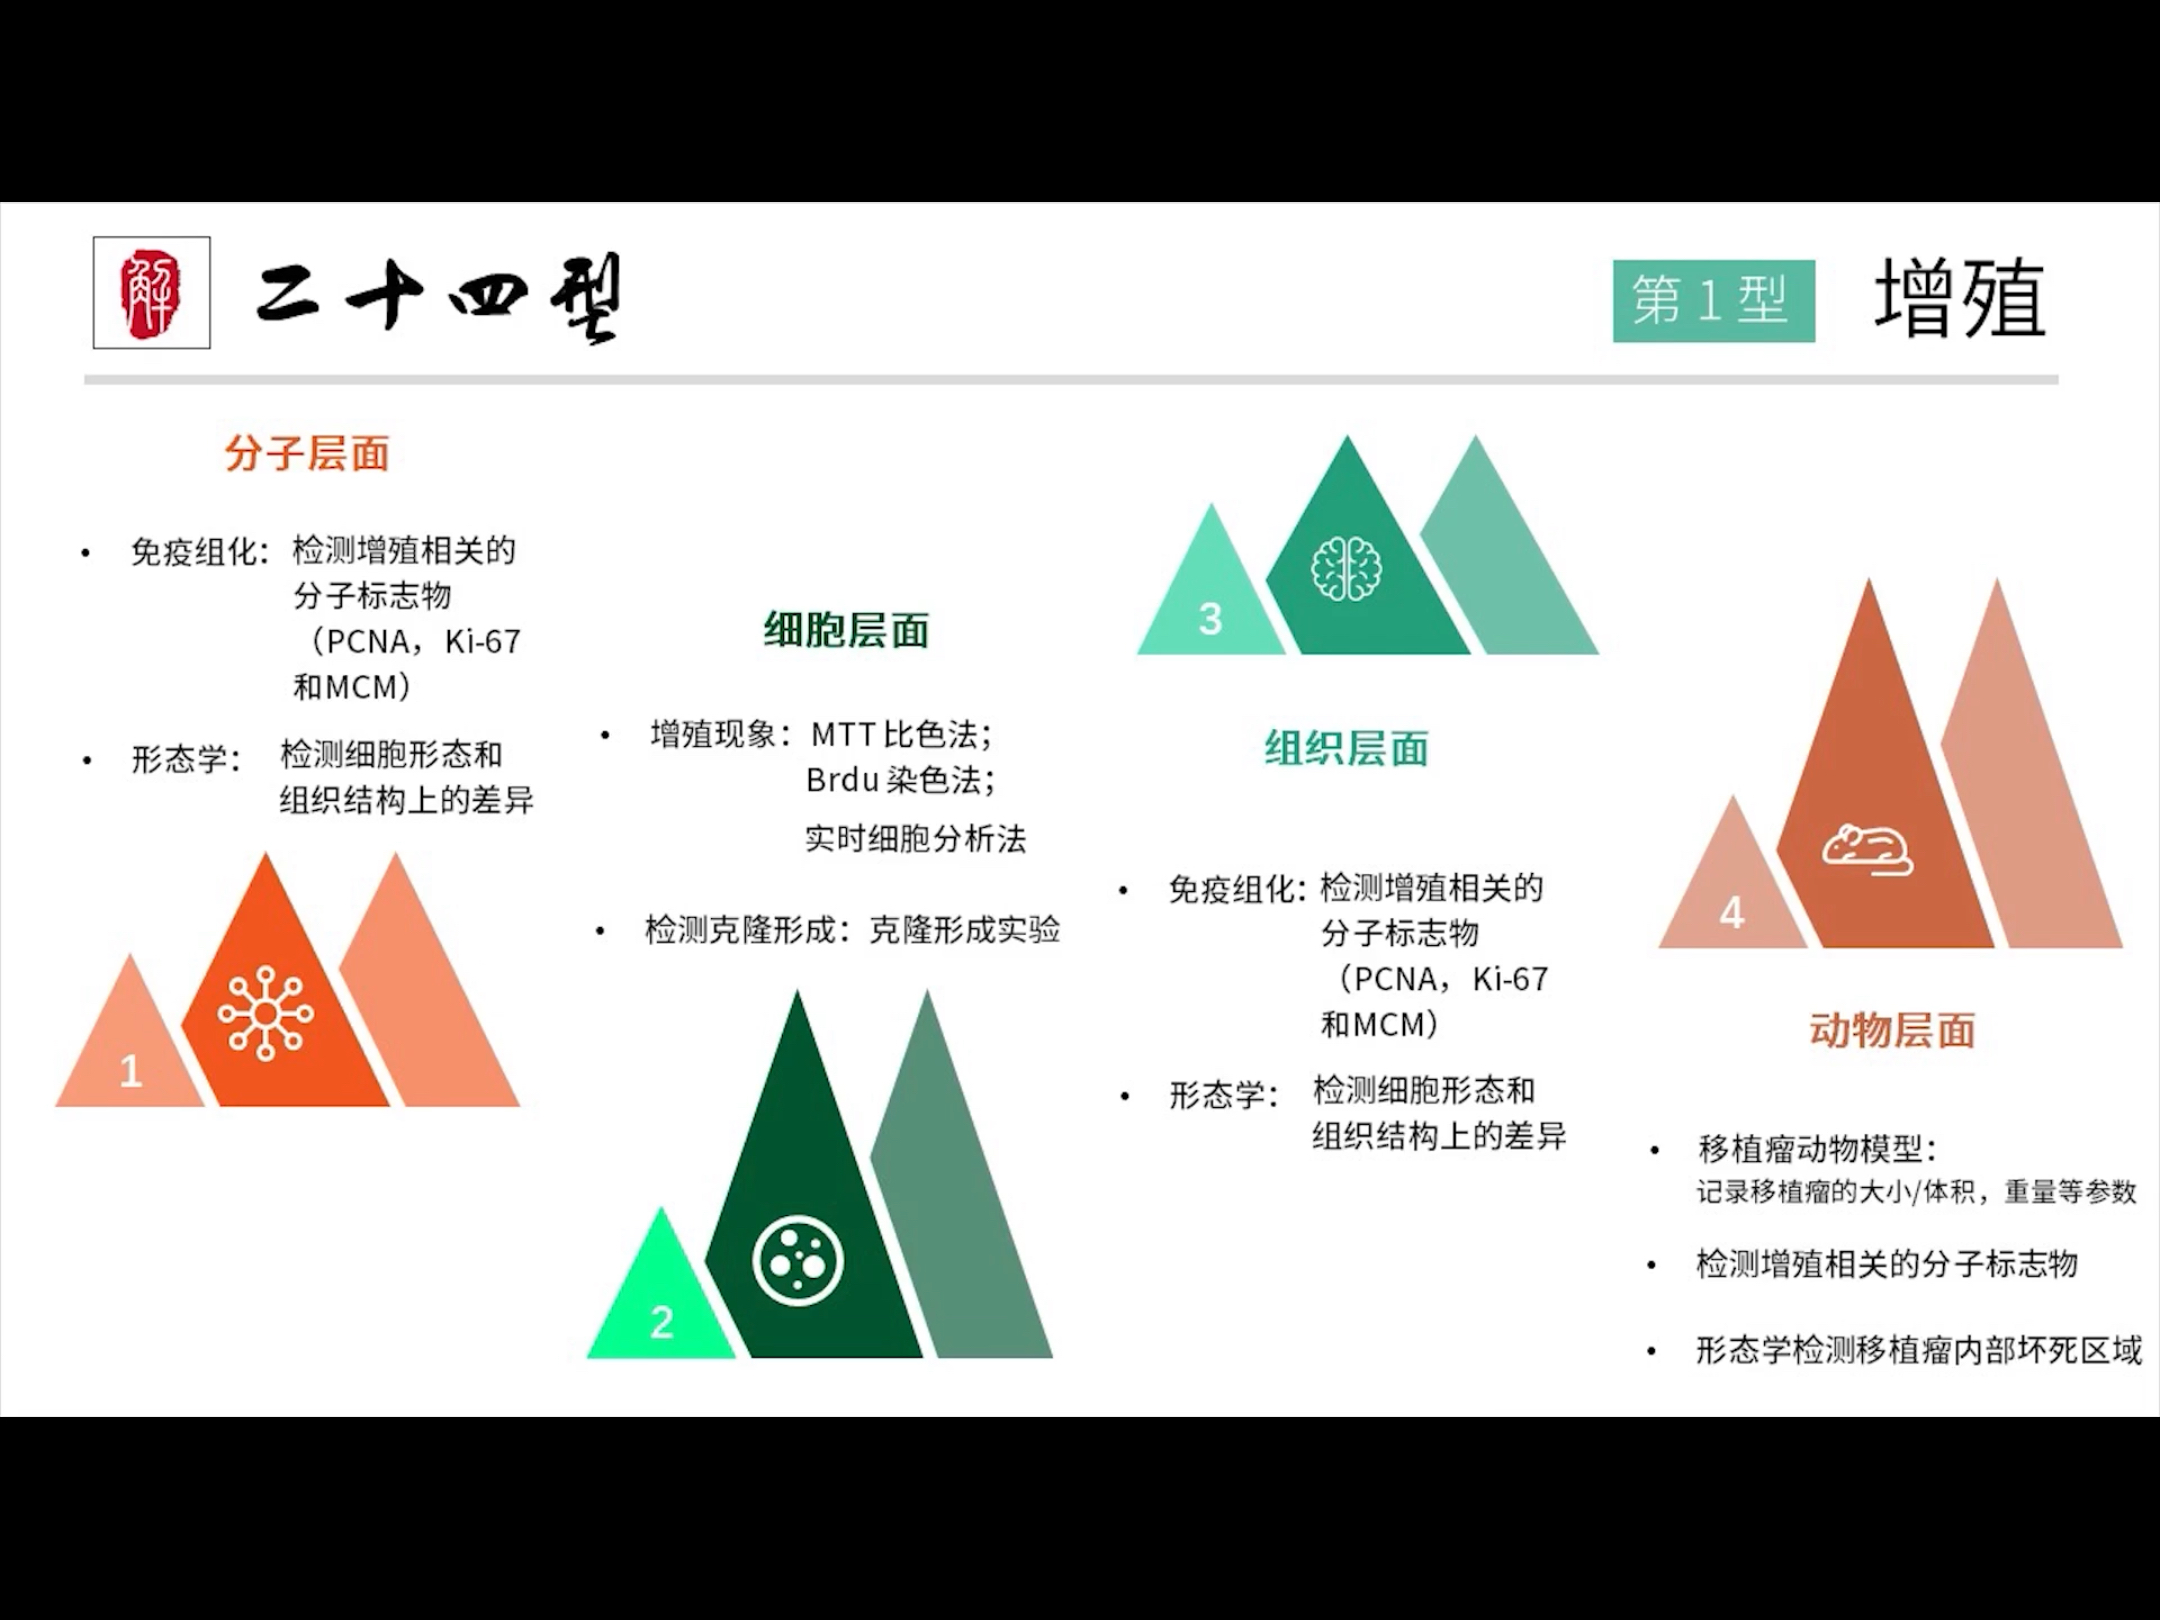 解
二十四型
第1型
增殖
分子层面
• 免疫组化：检测增殖相关的
分子标志物
（PCNA，Ki-67
和MCM）
• 形态学：检测细胞形态和
组织结构上的差异
1
细胞层面
• 增殖现象：MTT比色法；
Brdu染色法；
实时细胞分析法
• 检测克隆形成：克隆形成实验
2
3
组织层面
• 免疫组化：检测增殖相关的
分子标志物
（PCNA，Ki-67
和MCM）
• 形态学：检测细胞形态和
组织结构上的差异
4
动物层面
• 移植瘤动物模型：
记录移植瘤的大小/体积，重量等参数
• 检测增殖相关的分子标志物
• 形态学检测移植瘤内部坏死区域